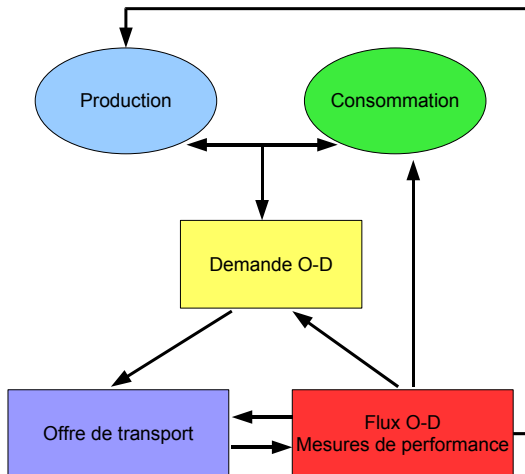 Production
Consommation
Demande O-D
Offre de transport
Flux O-D
Mesures de performance